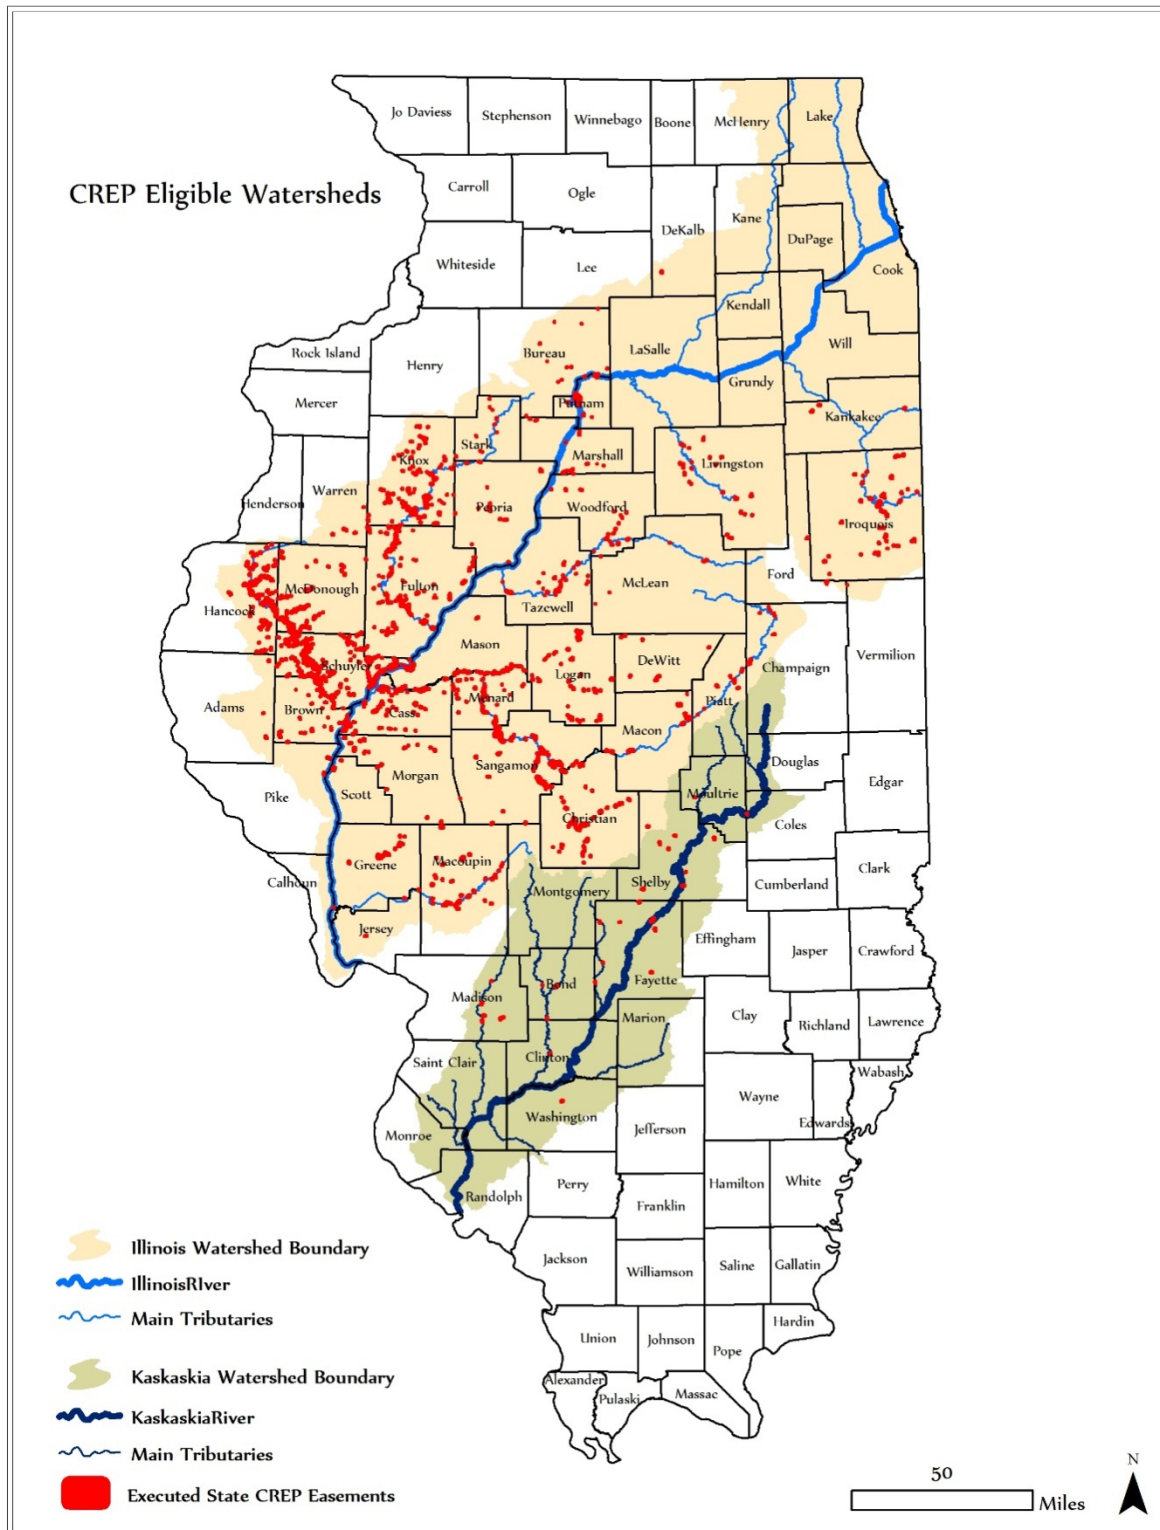 Jo Daviess
Stephenson
Winnebago
Boone
McHenry
Lake
CREP Eligible Watersheds
Carroll
Ogle
DeKalb
Kane
DuPage
Cook
Whiteside
Lee
Kendall
Will
Rock Island
Henry
Bureau
LaSalle
Grundy
Mercer
Putnam
Kankakee
Stark
Knox
Marshall
Livingston
Henderson
Warren
Peoria
Woodford
Iroquois
Hancock
McDonough
Fulton
Tazewell
McLean
Ford
Mason
Schuyler
Logan
DeWitt
Champaign
Vermilion
Adams
Brown
Cass
Menard
Piatt
Macon
Pike
Scott
Morgan
Sangamon
Moultrie
Douglas
Edgar
Christian
Coles
Greene
Macoupin
Calhoun
Montgomery
Shelby
Cumberland
Clark
Jersey
Effingham
Jasper
Crawford
Madison
Bond
Fayette
Marion
Clay
Richland
Lawrence
Saint Clair
Clinton
Wabash
Wayne
Edwards
Monroe
Washington
Jefferson
Randolph
Perry
Hamilton
White
Franklin
Jackson
Williamson
Saline
Gallatin
Union
Johnson
Pope
Hardin
Alexander
Pulaski
Massac
Illinois Watershed Boundary
IllinoisRIver
Main Tributaries
Kaskaskia Watershed Boundary
KaskaskiaRiver
Main Tributaries
Executed State CREP Easements
50
Miles
N